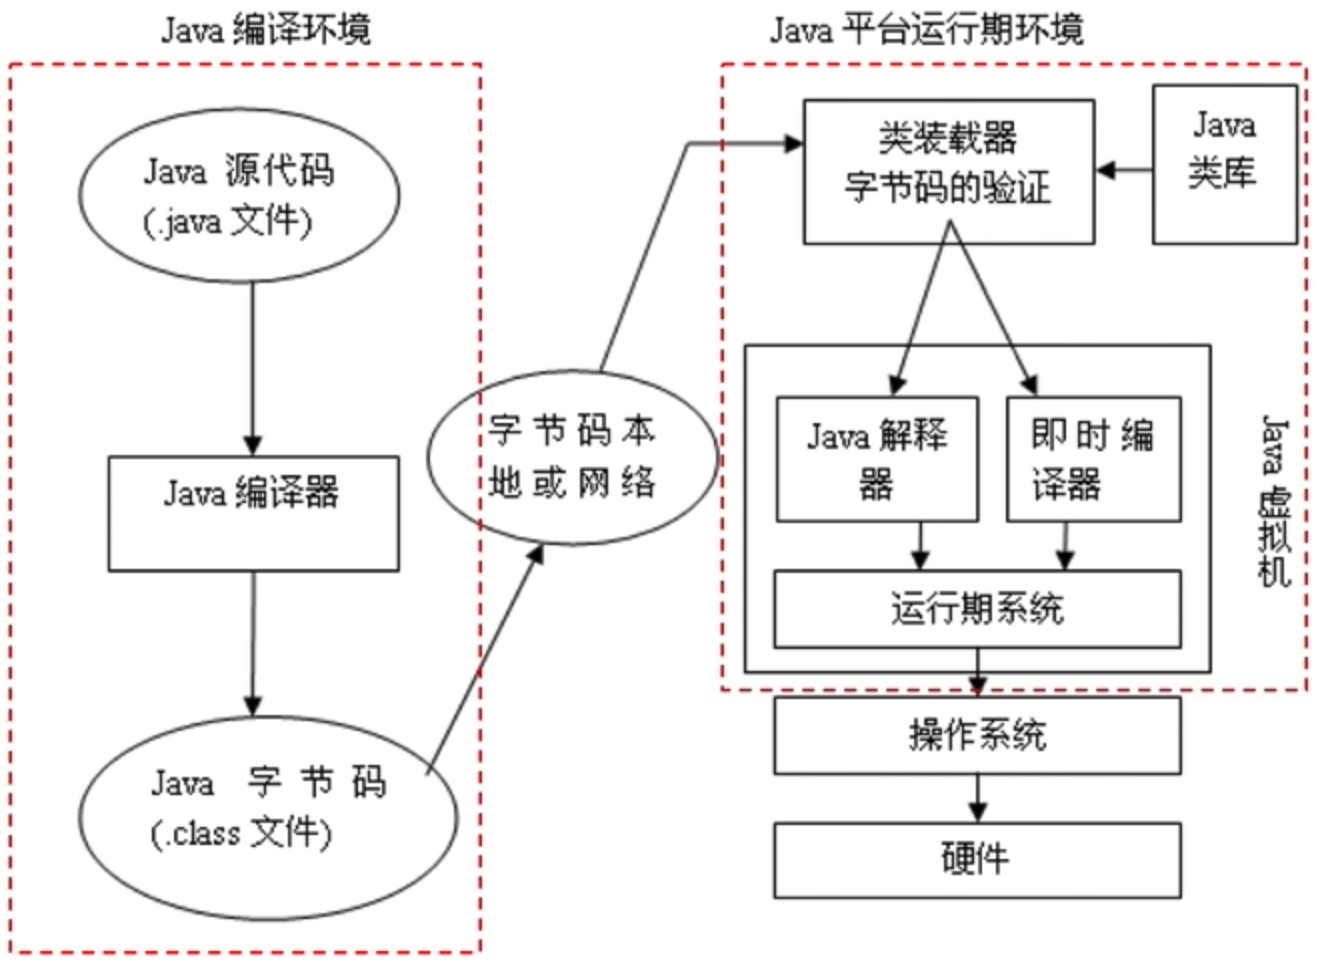 Java 编译环境
Java 源代码
(.java 文件)
Java 编译器
Java 字节码
(.class 文件)
字节码本
地或网络
Java 平台运行期环境
类装载器
字节码的验证
Java
类库
Java 解释
器
即时编
译器
运行期系统
Java 虚拟机
操作系统
硬件